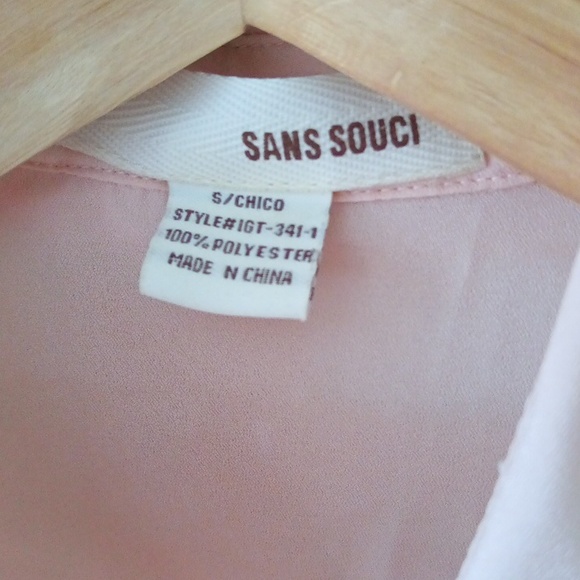 SANS SOUCI
S/CHICO
STYLE#IGT-341-1
100% POLYESTER
MADE N CHINA